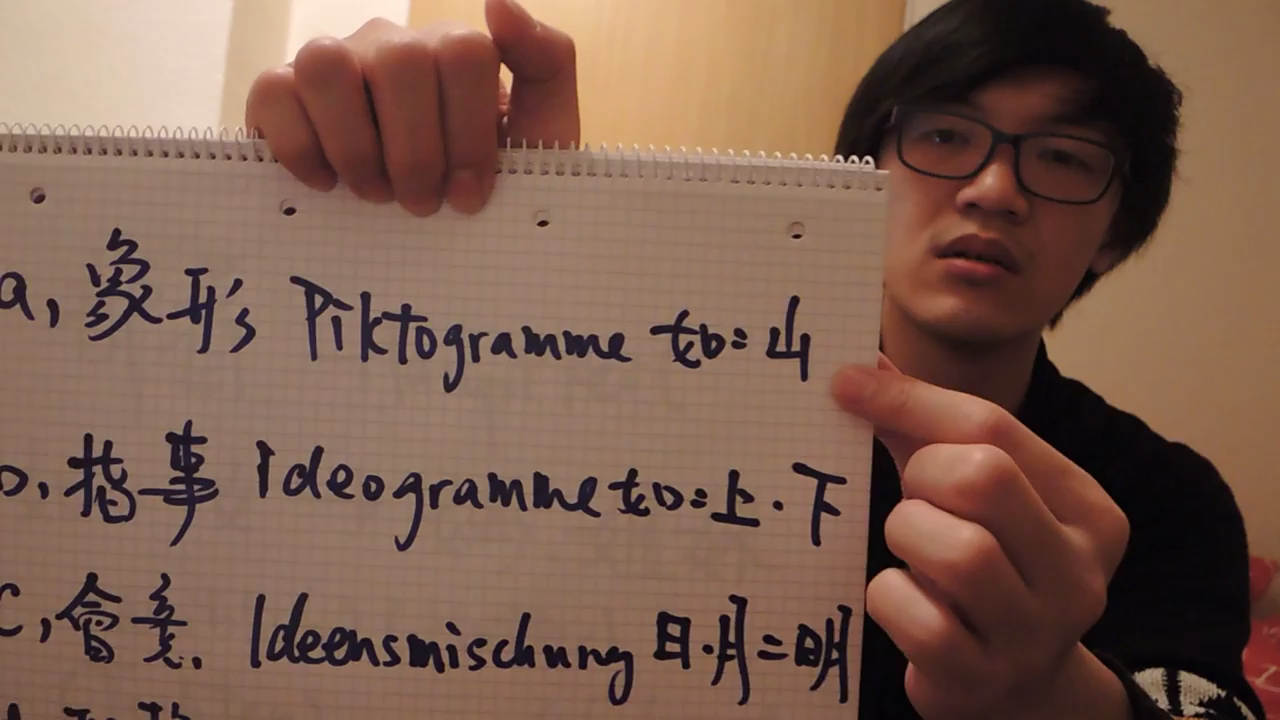 a, 象形 Piktogramme 如:山
b. 指事 Ideogramme 如:上.下
c, 會意. Ideensmischung 日.月=明